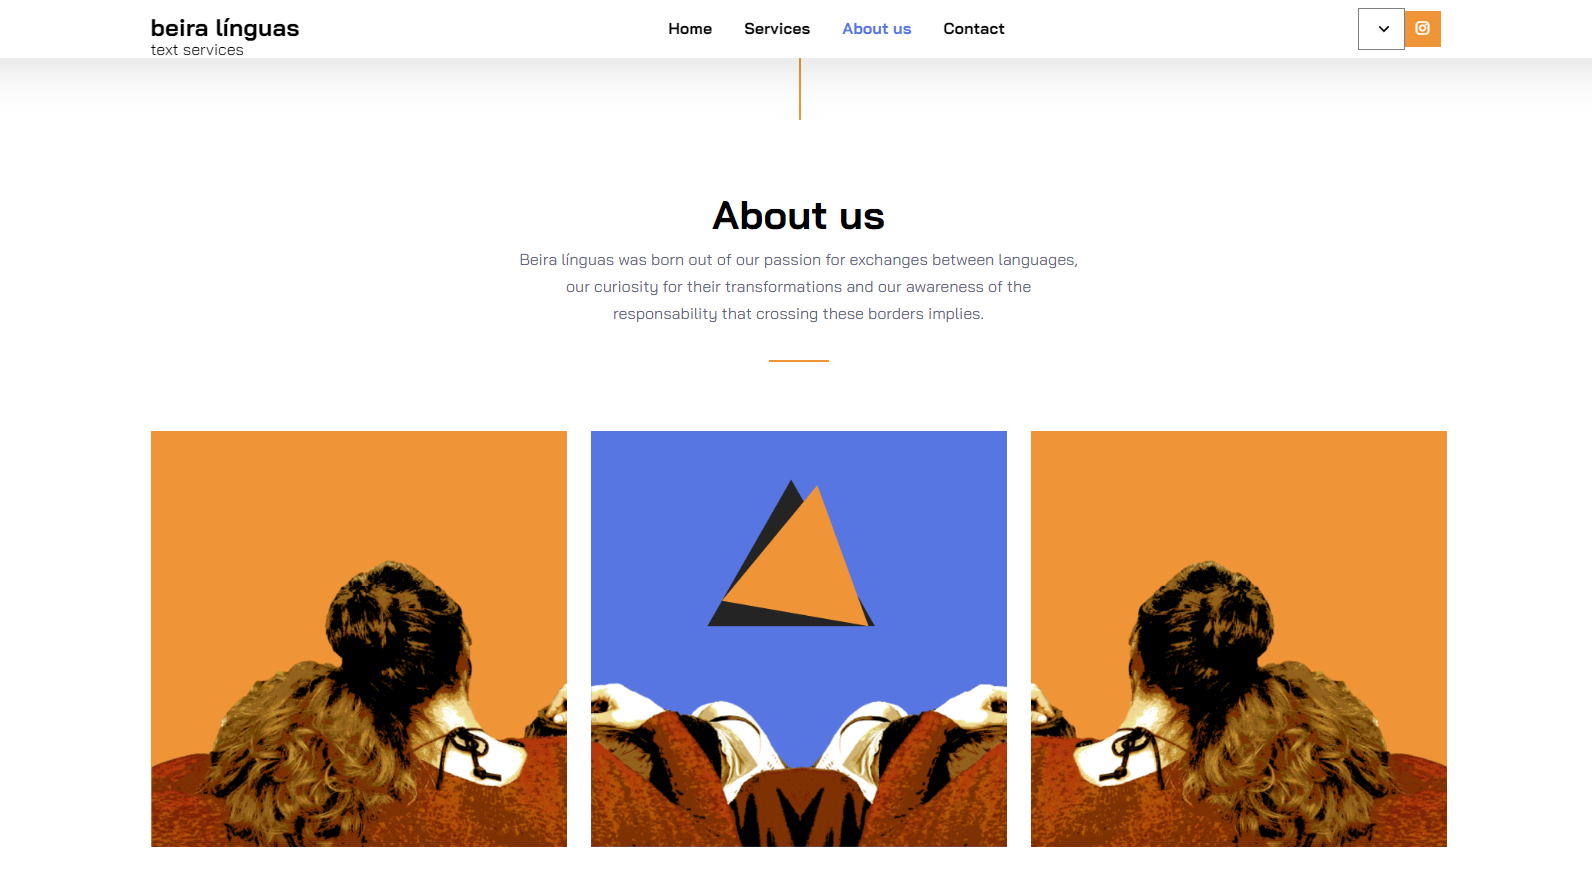 beira línguas
text services
Home
Services
About us
Contact
About us
Beira línguas was born out of our passion for exchanges between languages,
our curiosity for their transformations and our awareness of the
responsability that crossing these borders implies.